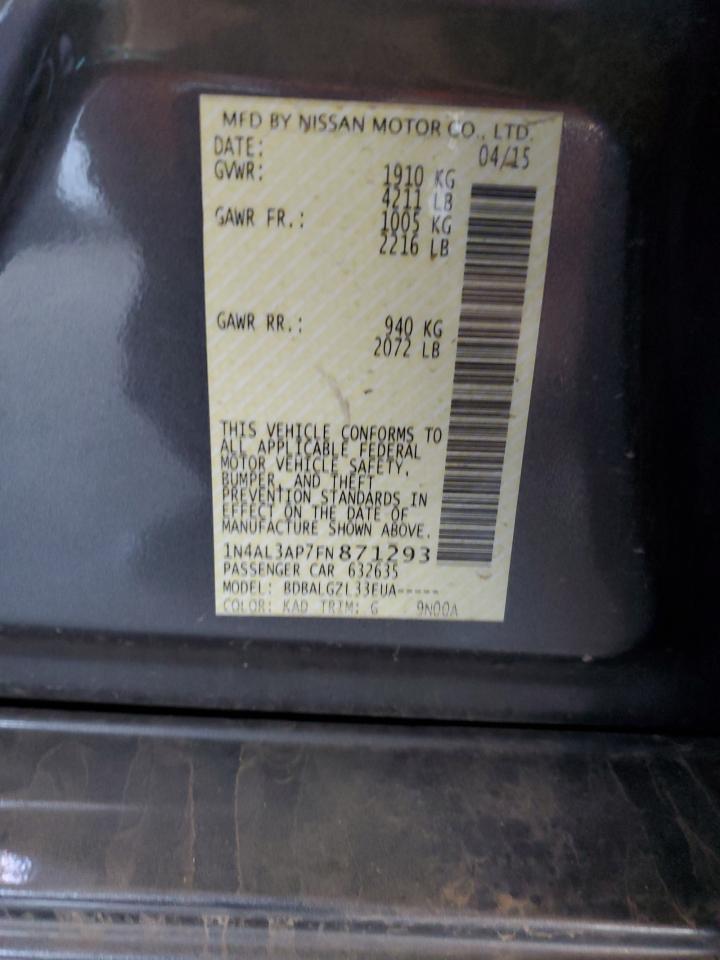 MFD BY NISSAN MOTOR CO., LTD.
DATE: 04/15
GVWR: 1910 KG
4211 LB
GAWR FR.: 1005 KG
2216 LB
GAWR RR.: 940 KG
2072 LB
THIS VEHICLE CONFORMS TO
ALL APPLICABLE FEDERAL
MOTOR VEHICLE SAFETY,
BUMPER, AND THEFT
PREVENTION STANDARDS IN
EFFECT ON THE DATE OF
MANUFACTURE SHOWN ABOVE.
1N4AL3AP7FN871293
PASSENGER CAR 632635
MODEL: BDBALGZL33EUA-----
COLOR: KAD TRIM: G 9N00A